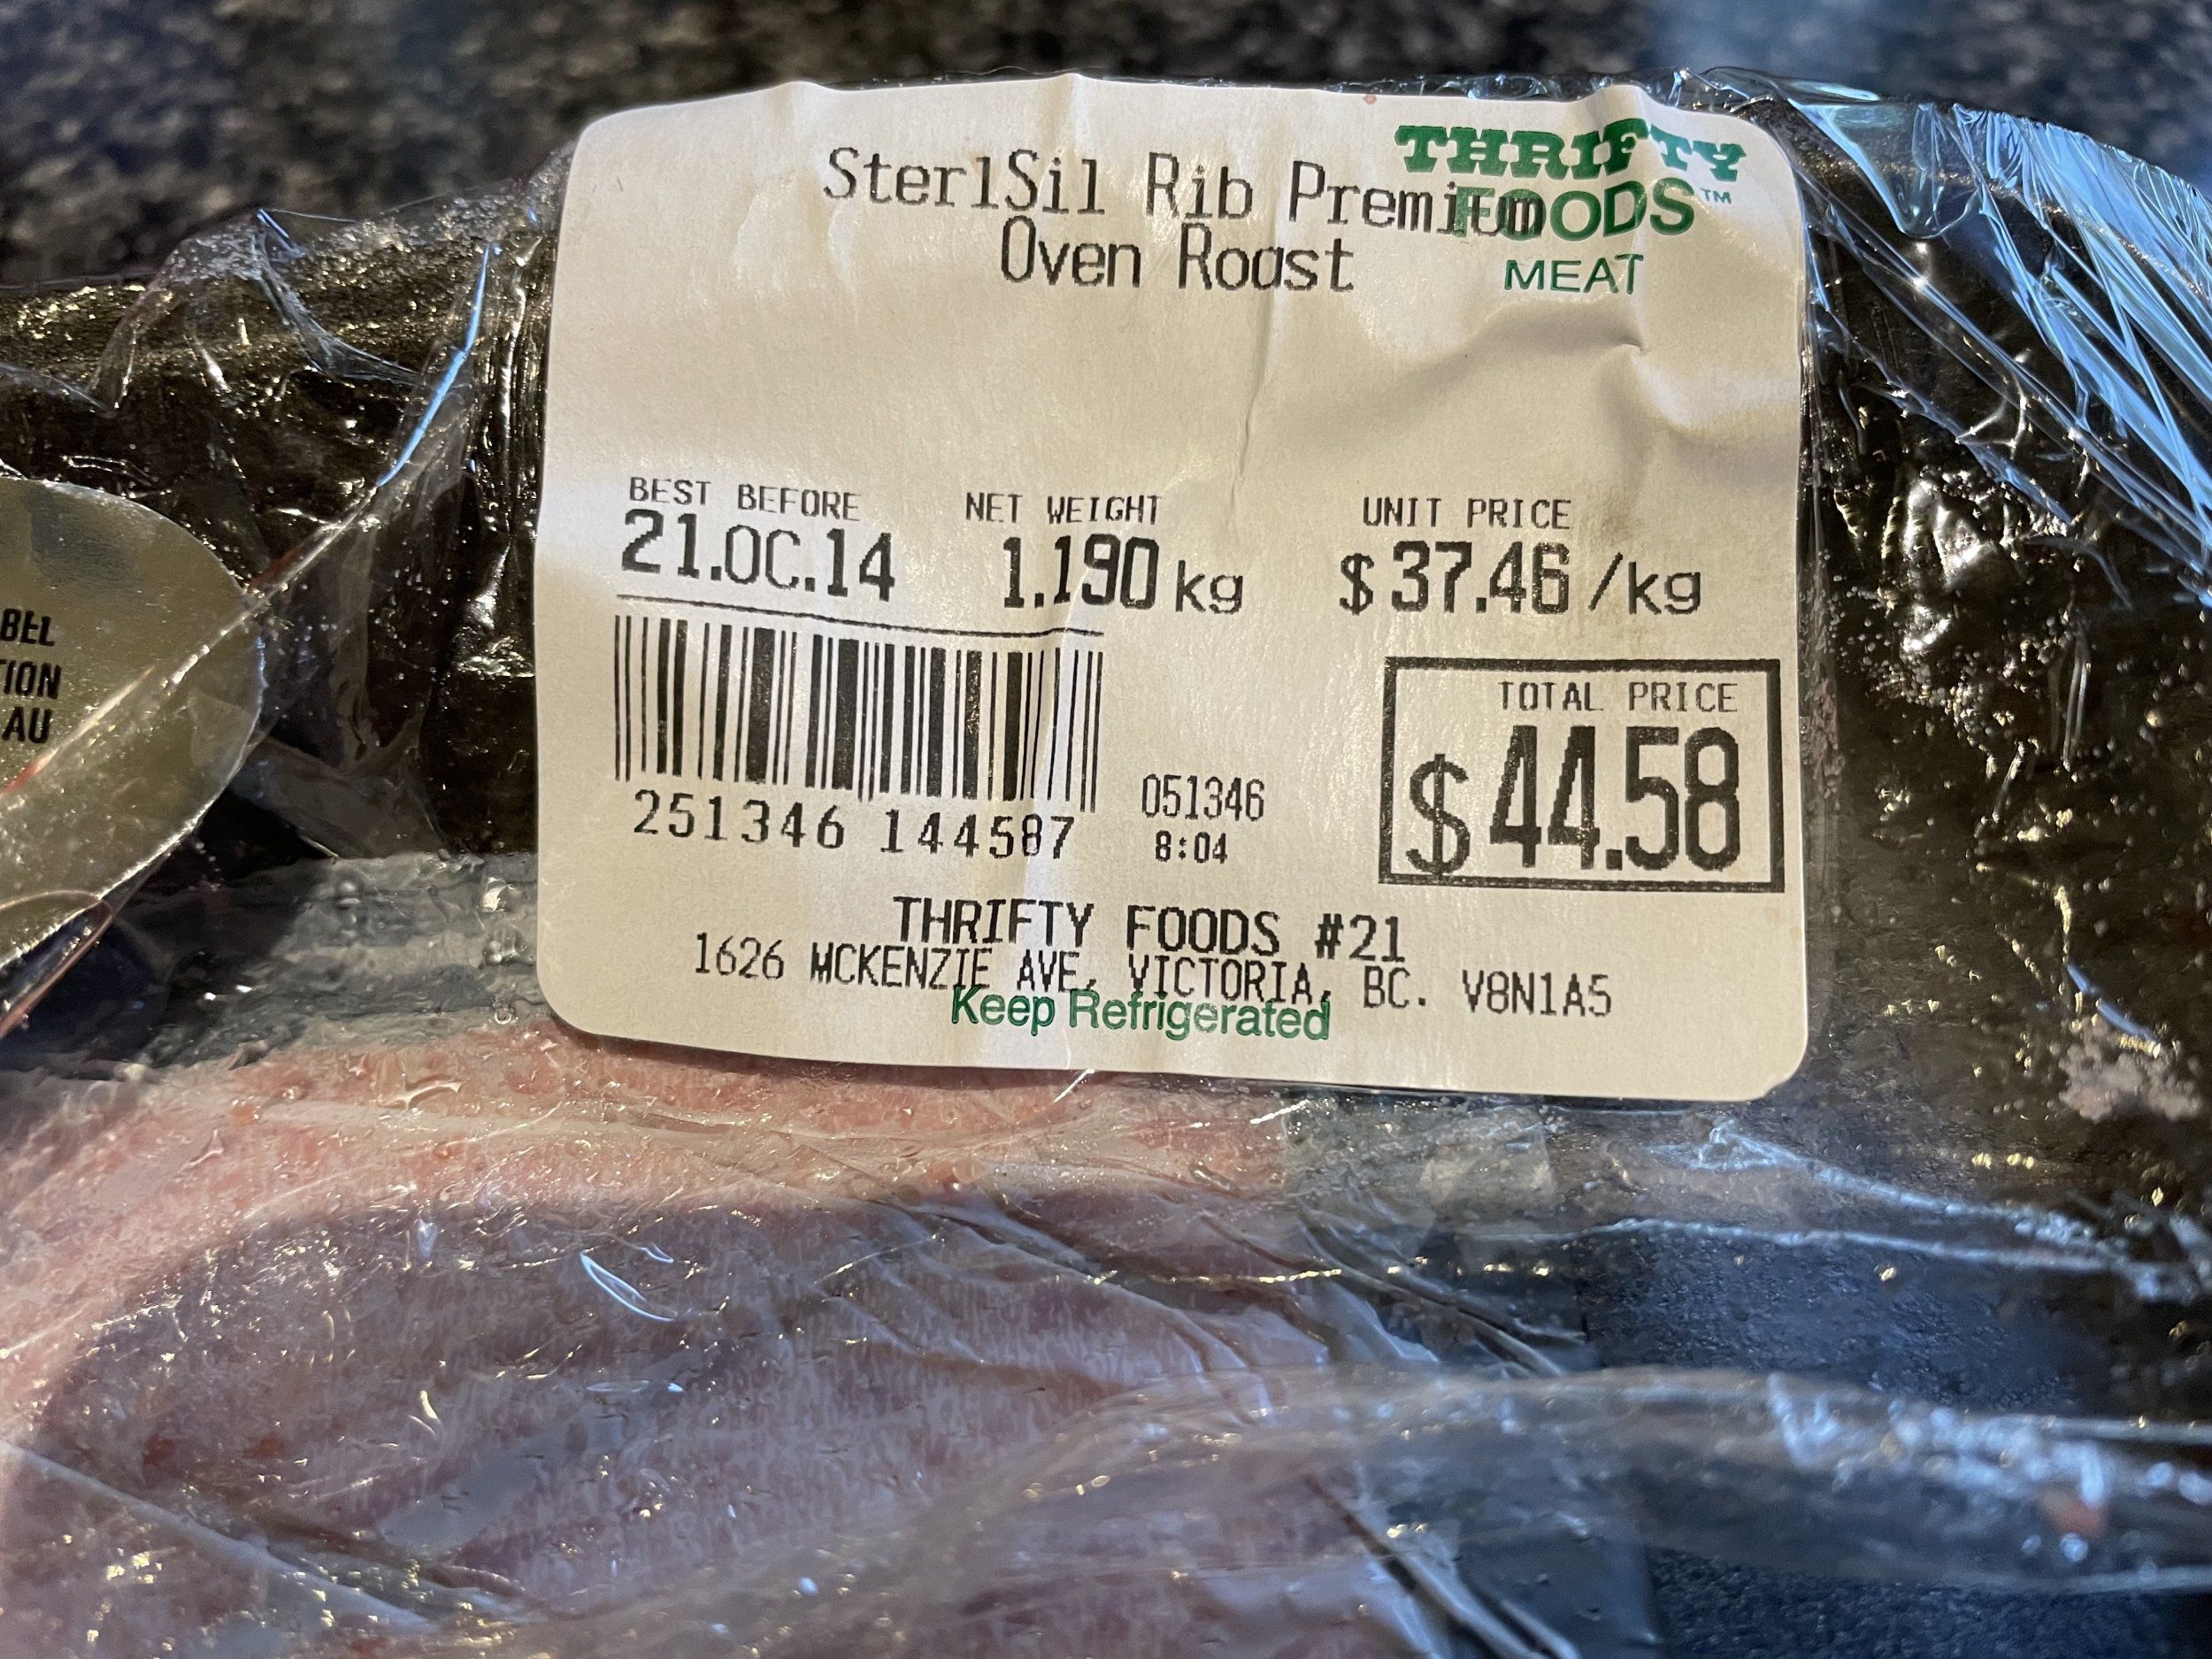 THRIFTY
FOODS™
MEAT
SterlSil Rib Premium
Oven Roast
BEST BEFORE NET WEIGHT UNIT PRICE
21.OC.14 1.190 kg $37.46/kg
TOTAL PRICE
$44.58
251346 144587
051346
8:04
THRIFTY FOODS #21
1626 MCKENZIE AVE, VICTORIA, BC. V8N1A5
Keep Refrigerated
BEL
TION
AU